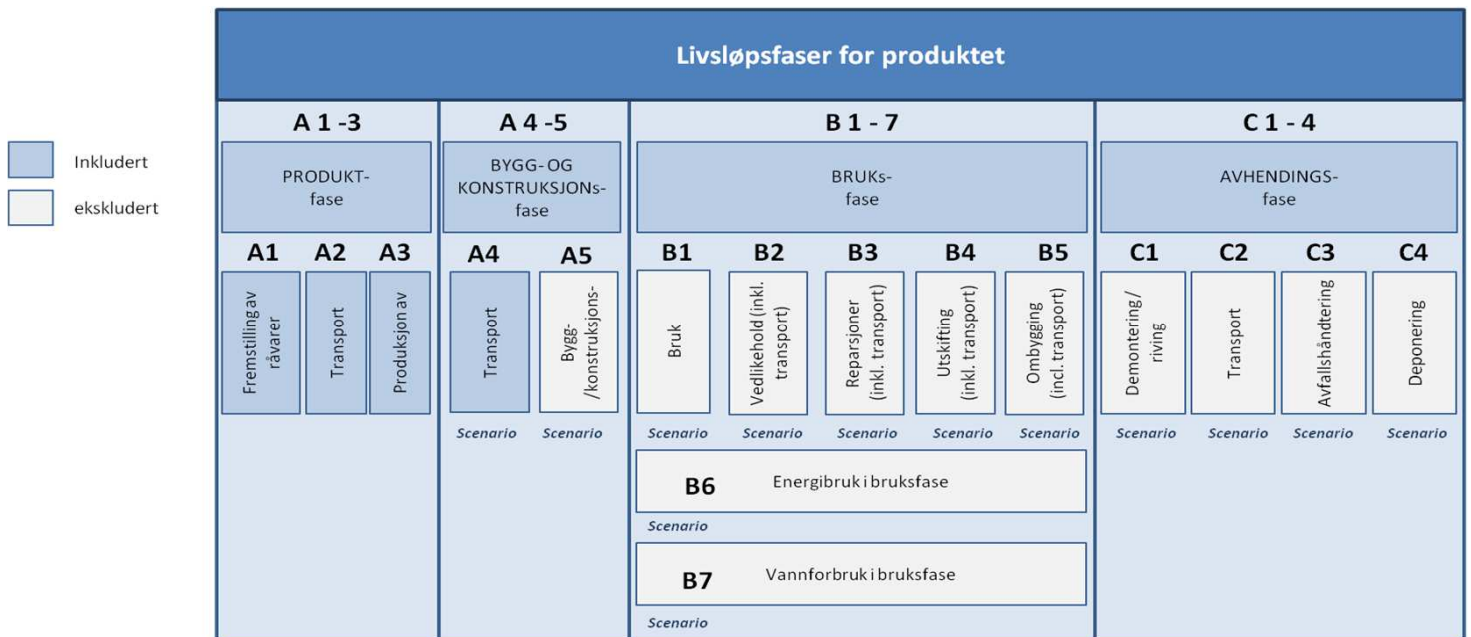 Livsløpsfaser for produktet
Inkludert
ekskludert
A 1 -3
PRODUKT-
fase
A1
A2
A3
Fremstilling av
råvarer
Transport
Produksjon av
A 4 -5
BYGG- OG
KONSTRUKSJONs-
fase
A4
A5
Transport
Bygg-
/konstruksjons-
Scenario
Scenario
B 1 - 7
BRUKs-
fase
B1
B2
B3
B4
B5
Bruk
Vedlikehold (inkl.
transport)
Reparsjoner
(inkl. transport)
Utskifting
(inkl. transport)
Ombygging
(incl. transport)
Scenario
Scenario
Scenario
Scenario
Scenario
B6 Energibruk i bruksfase
Scenario
B7 Vannforbruk i bruksfase
Scenario
C 1 - 4
AVHENDINGS-
fase
C1
C2
C3
C4
Demontering/
riving
Transport
Avfallshåndtering
Deponering
Scenario
Scenario
Scenario
Scenario